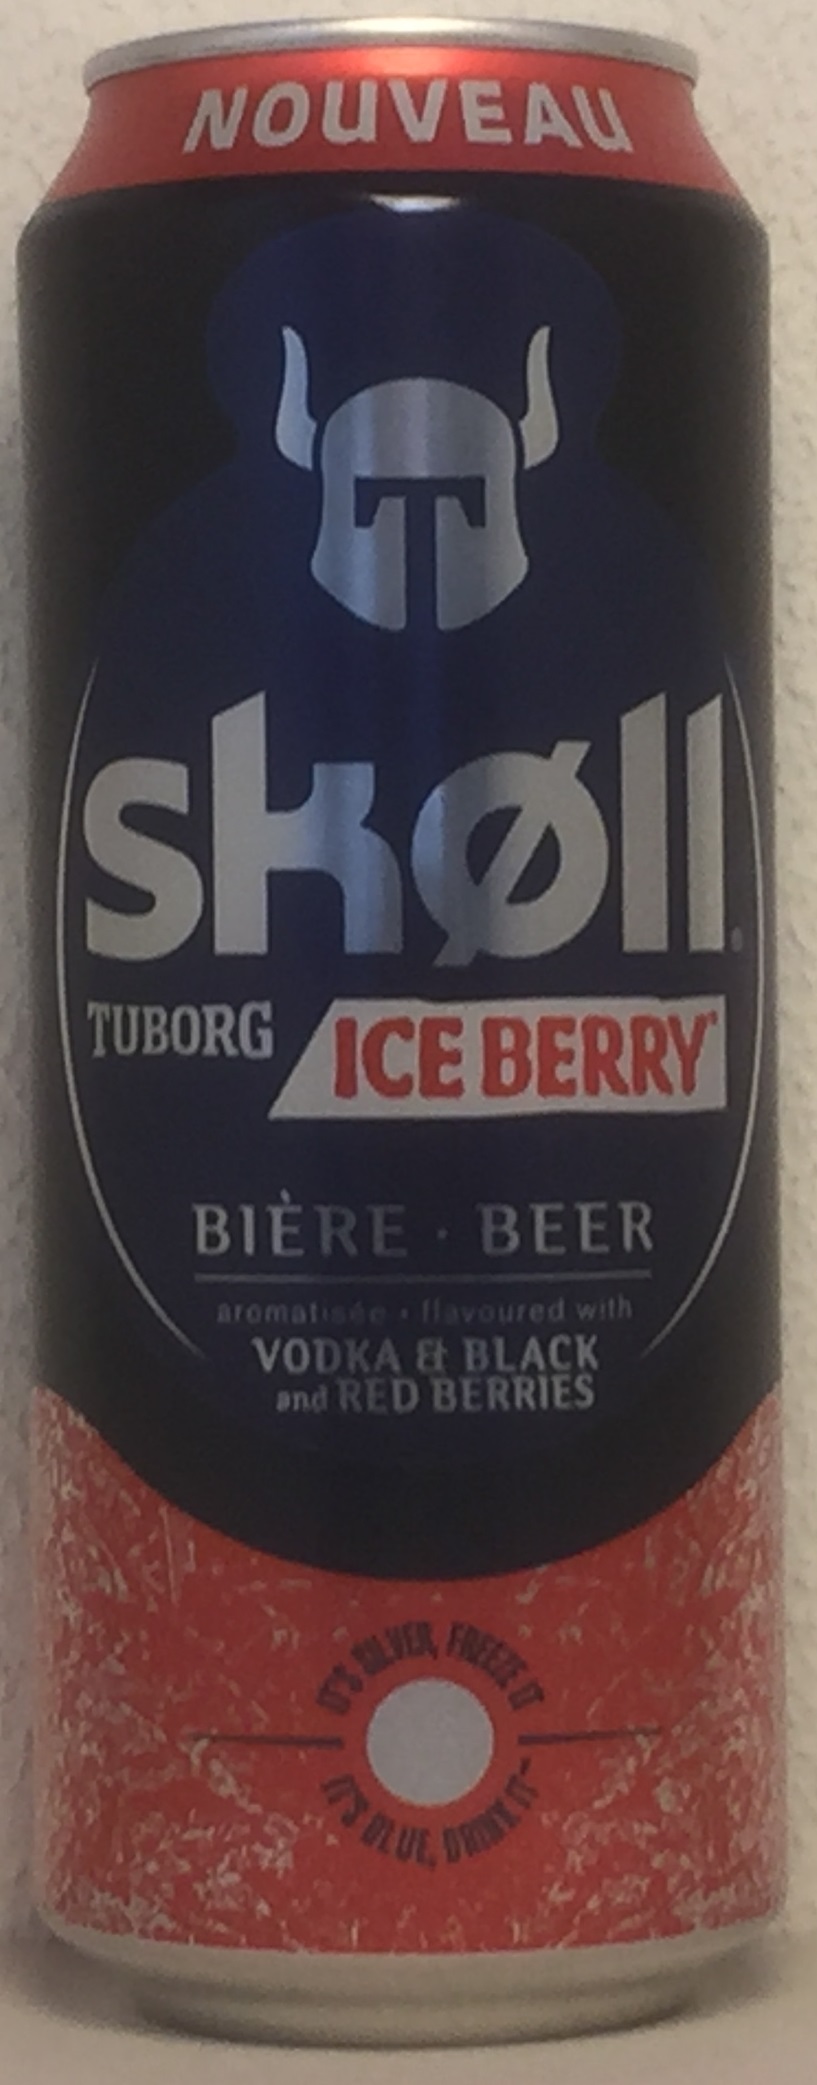 NOUVEAU
T
skøll
TUBORG
ICE BERRY
BIÈRE · BEER
aromatisée · flavoured with
VODKA & BLACK
and RED BERRIES
IT'S SILVER, FREEZE IT
IT'S BLUE, DRINK IT